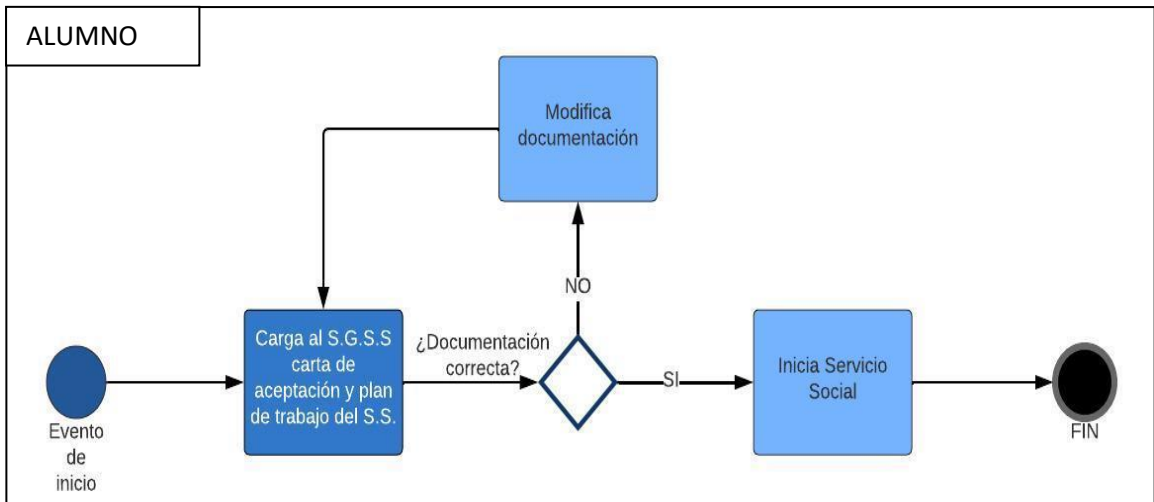 ALUMNO
Modifica
documentación
NO
Carga al S.G.S.S
carta de
aceptación y plan
de trabajo del S.S.
¿Documentación
correcta?
SI
Inicia Servicio
Social
Evento
de
inicio
FIN